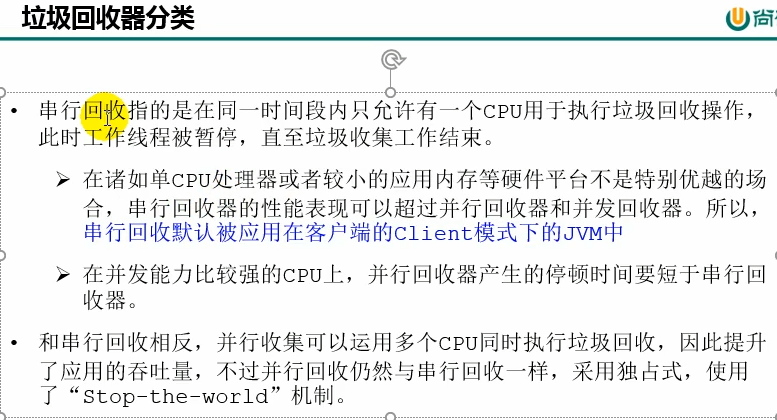 垃圾回收器分类
尚
• 串行回收指的是在同一时间段内只允许有一个CPU用于执行垃圾回收操作，
此时工作线程被暂停，直至垃圾收集工作结束。
➢ 在诸如单CPU处理器或者较小的应用内存等硬件平台不是特别优越的场
合，串行回收器的性能表现可以超过并行回收器和并发回收器。所以，
串行回收默认被应用在客户端的Client模式下的JVM中
➢ 在并发能力比较强的CPU上，并行回收器产生的停顿时间要短于串行回
收器。
• 和串行回收相反，并行收集可以运用多个CPU同时执行垃圾回收，因此提升
了应用的吞吐量，不过并行回收仍然与串行回收一样，采用独占式，使用
了“Stop-the-world”机制。